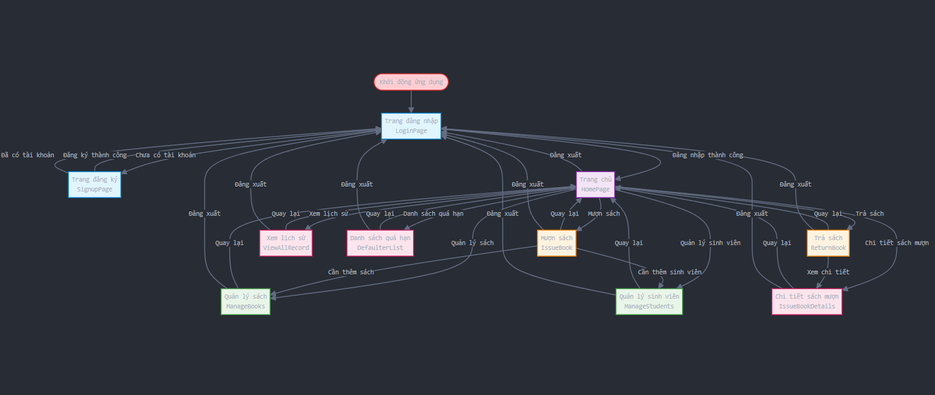 Khởi động ứng dụng
Trang đăng nhập
LoginPage
Đã có tài khoản
Đăng ký thành công
Chưa có tài khoản
Đăng xuất
Đăng nhập thành công
Trang đăng ký
SignupPage
Đăng xuất
Đăng xuất
Đăng xuất
Trang chủ
HomePage
Đăng xuất
Đăng xuất
Quay lại
Xem lịch sử
Quay lại
Danh sách quá hạn
Đăng xuất
Quay lại
Mượn sách
Đăng xuất
Quay lại
Trả sách
Xem lịch sử
ViewAllRecord
Danh sách quá hạn
DefaulterList
Mượn sách
IssueBook
Trả sách
ReturnBook
Quay lại
Quản lý sách
Quay lại
Quản lý sinh viên
Quay lại
Chi tiết sách mượn
Cần thêm sách
Cần thêm sinh viên
Xem chi tiết
Quản lý sách
ManageBooks
Quản lý sinh viên
ManageStudents
Chi tiết sách mượn
IssueBookDetails